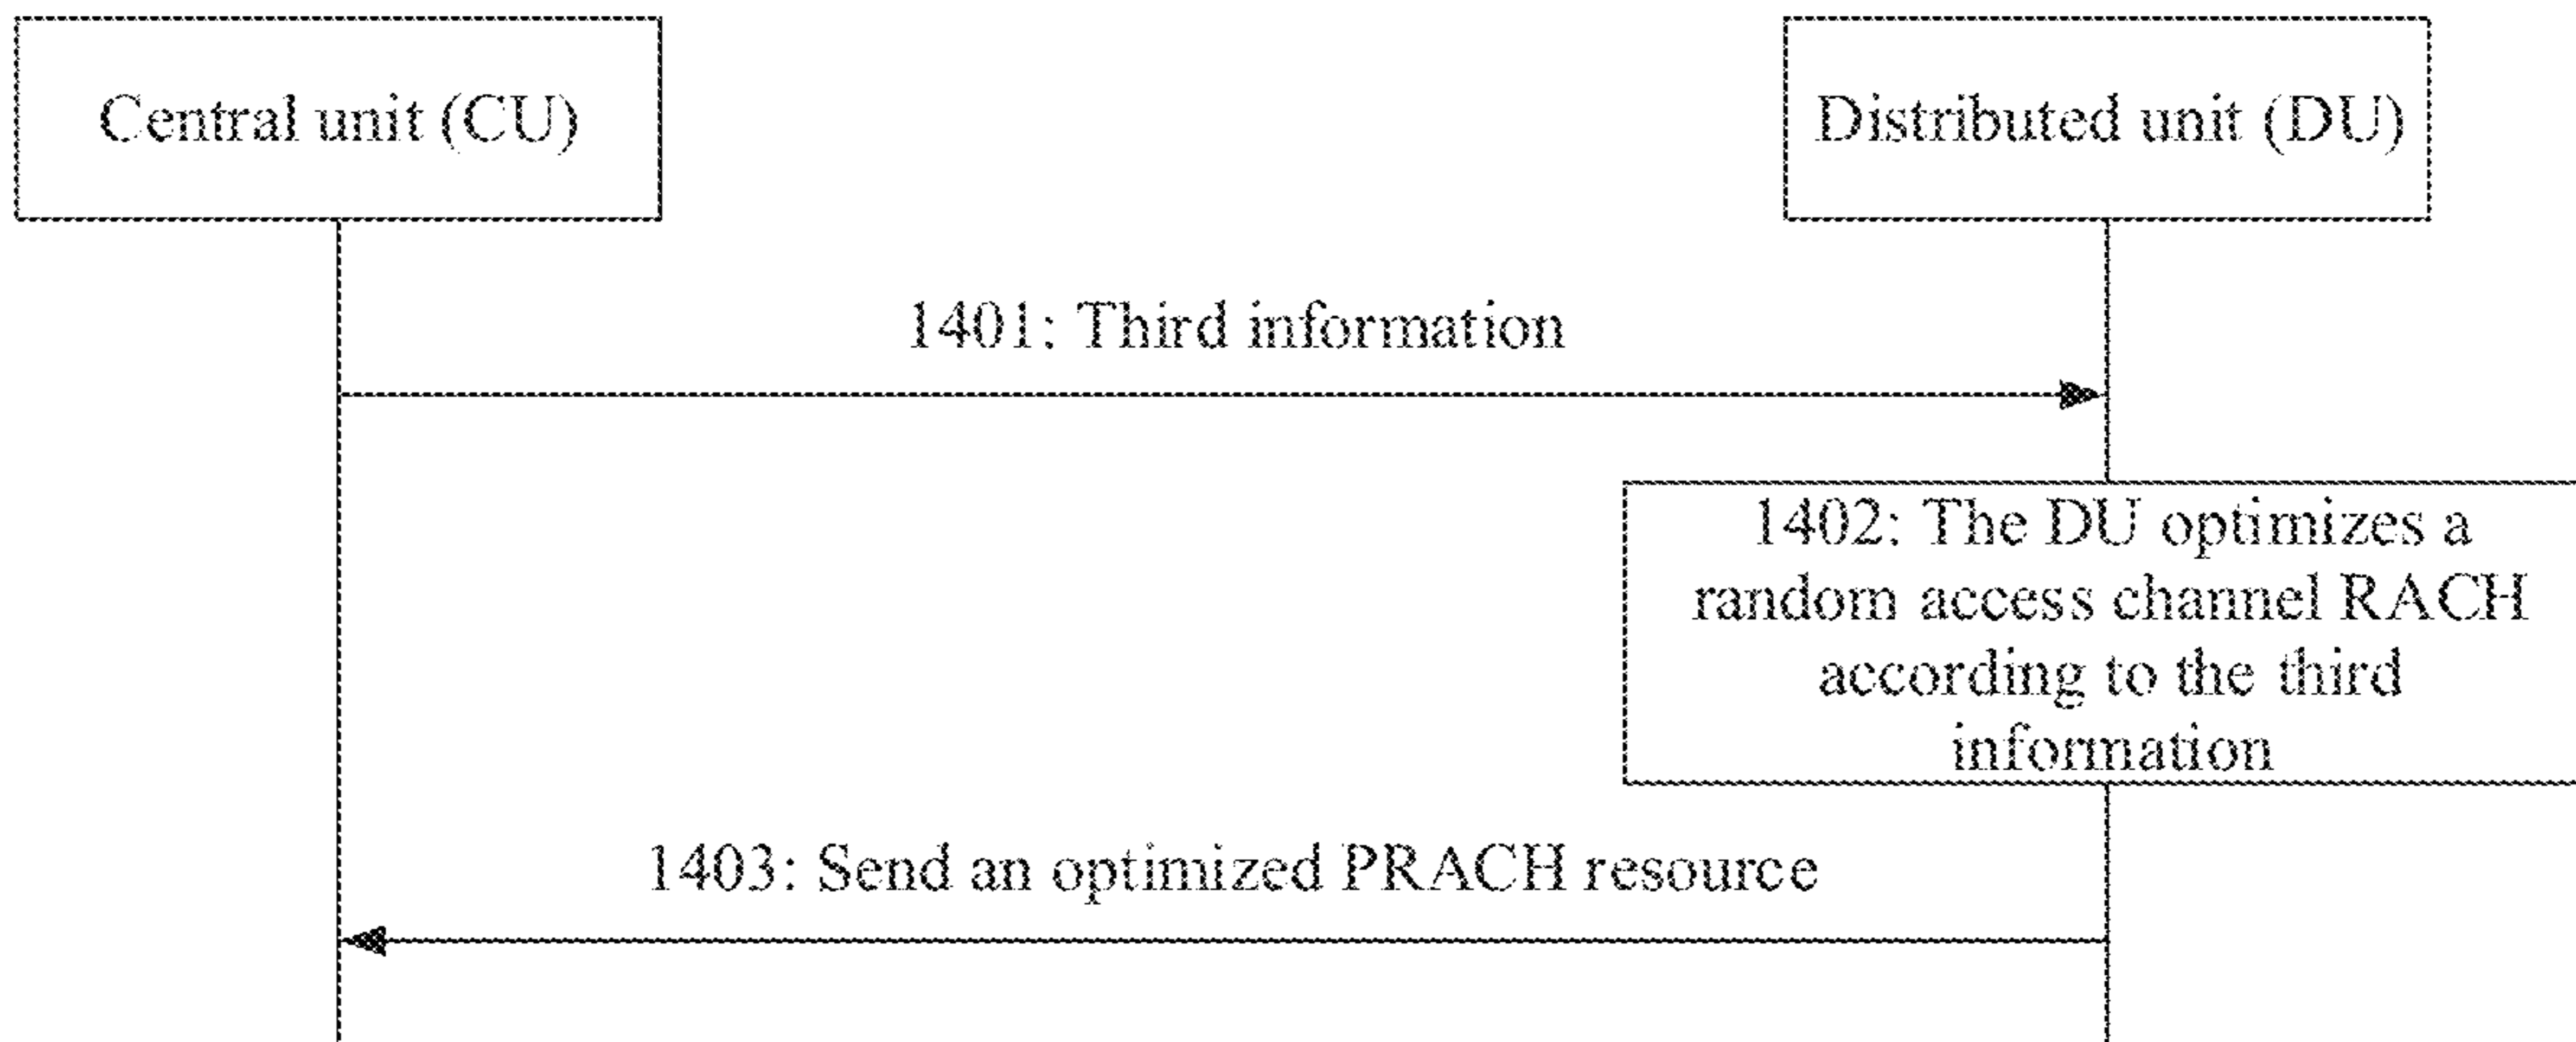 Central unit (CU)
Distributed unit (DU)
1401: Third information
1402: The DU optimizes a
random access channel RACH
according to the third
information
1403: Send an optimized PRACH resource